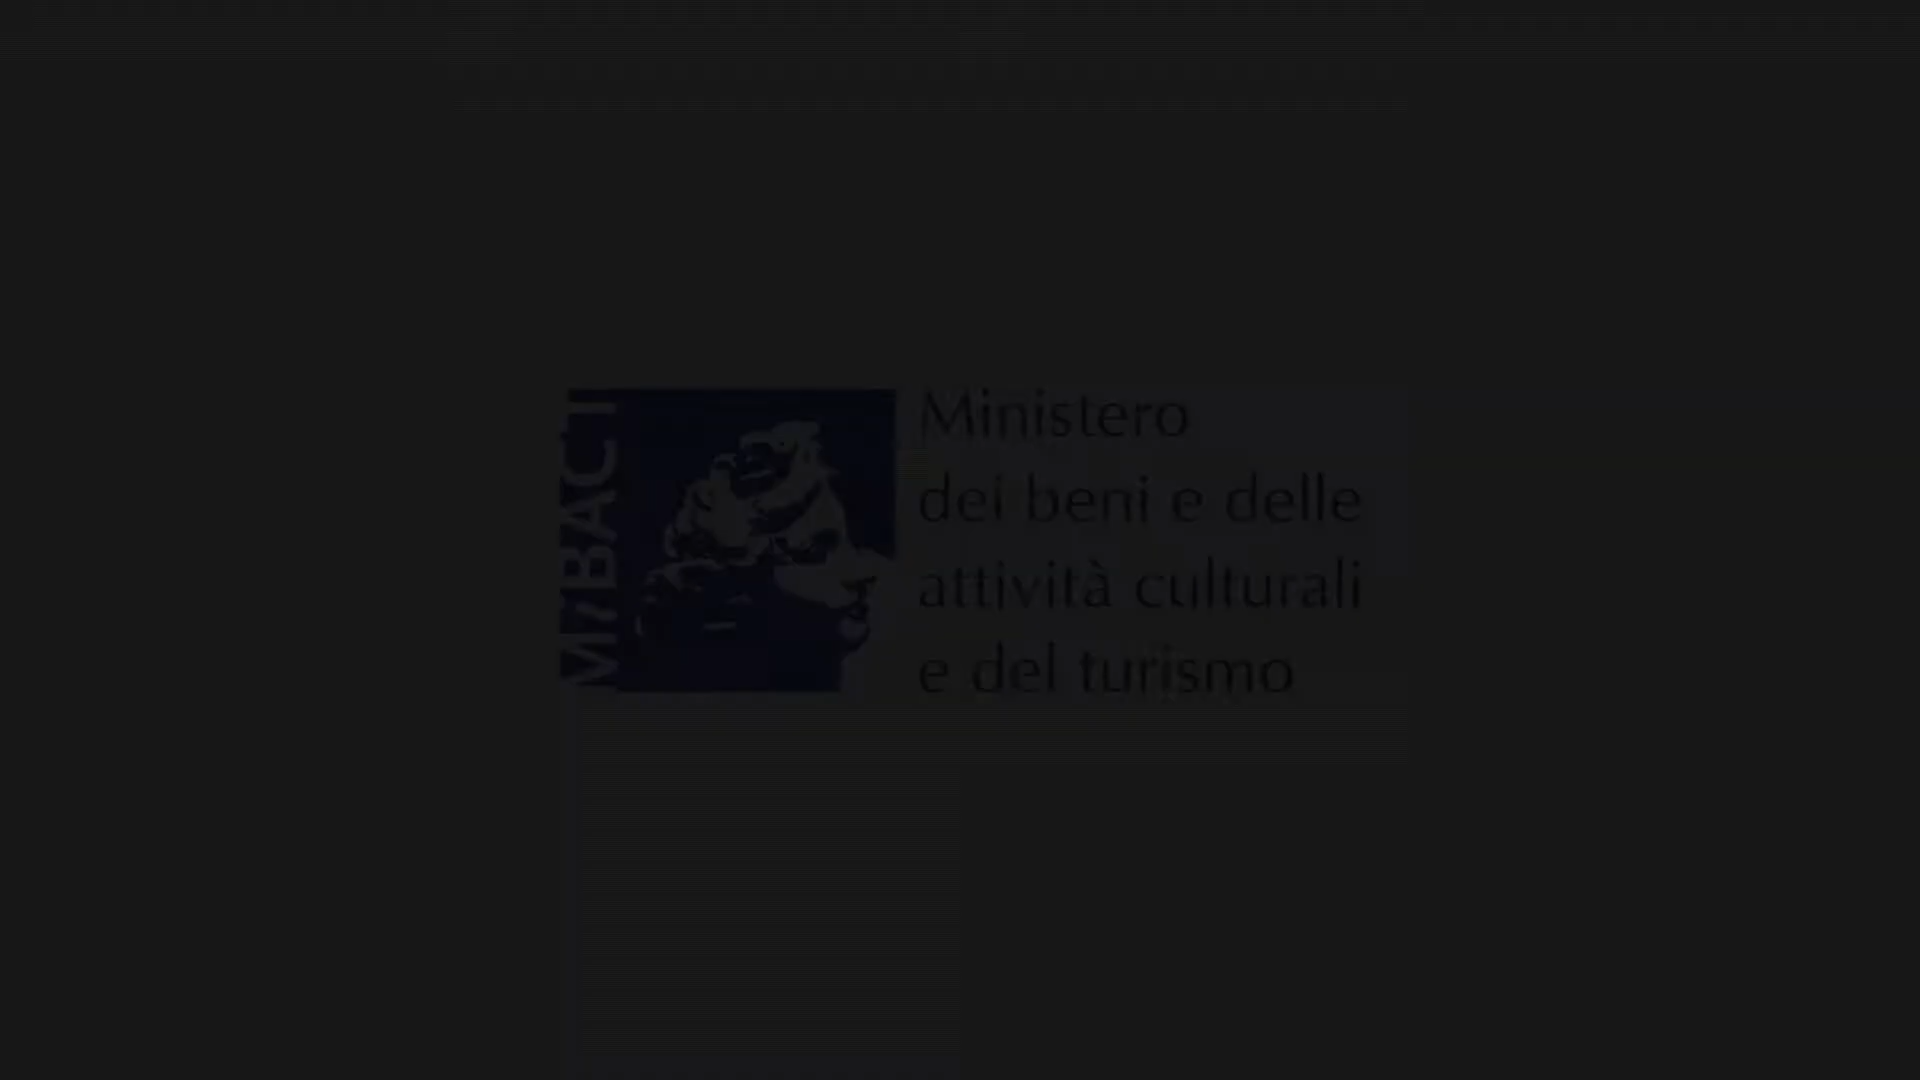 MiBACT
Ministero
dei beni e delle
attività culturali
e del turismo